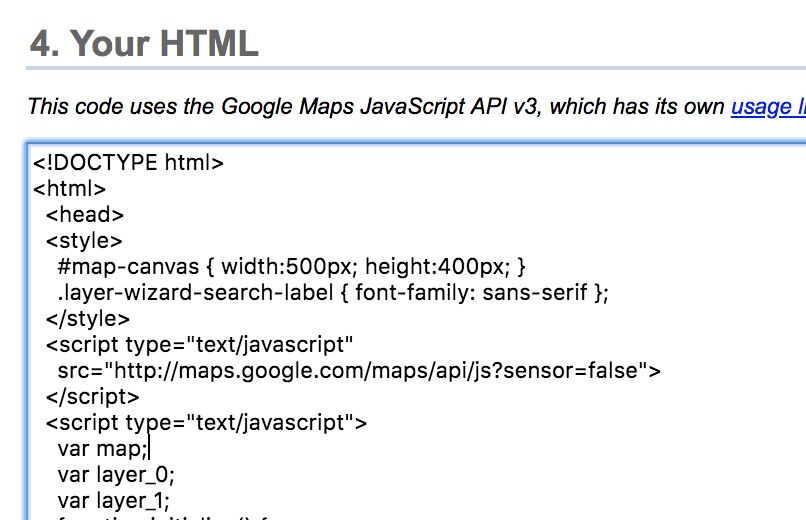 4. Your HTML
This code uses the Google Maps JavaScript API v3, which has its own usage
<!DOCTYPE html>
<html>
<head>
<style>
#map-canvas { width:500px; height:400px; }
.layer-wizard-search-label { font-family: sans-serif };
</style>
<script type="text/javascript"
src="http://maps.google.com/maps/api/js?sensor=false">
</script>
<script type="text/javascript">
var map;
var layer_0;
var layer_1;